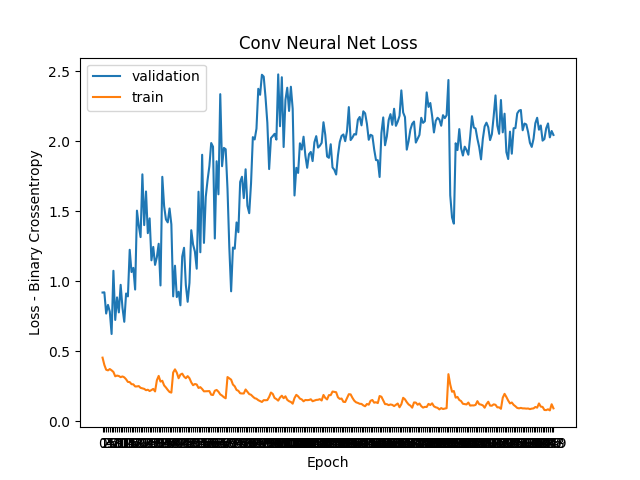 Conv Neural Net Loss
validation
train
2.5
2.0
1.5
1.0
0.5
0.0
Loss - Binary Crossentropy
Epoch